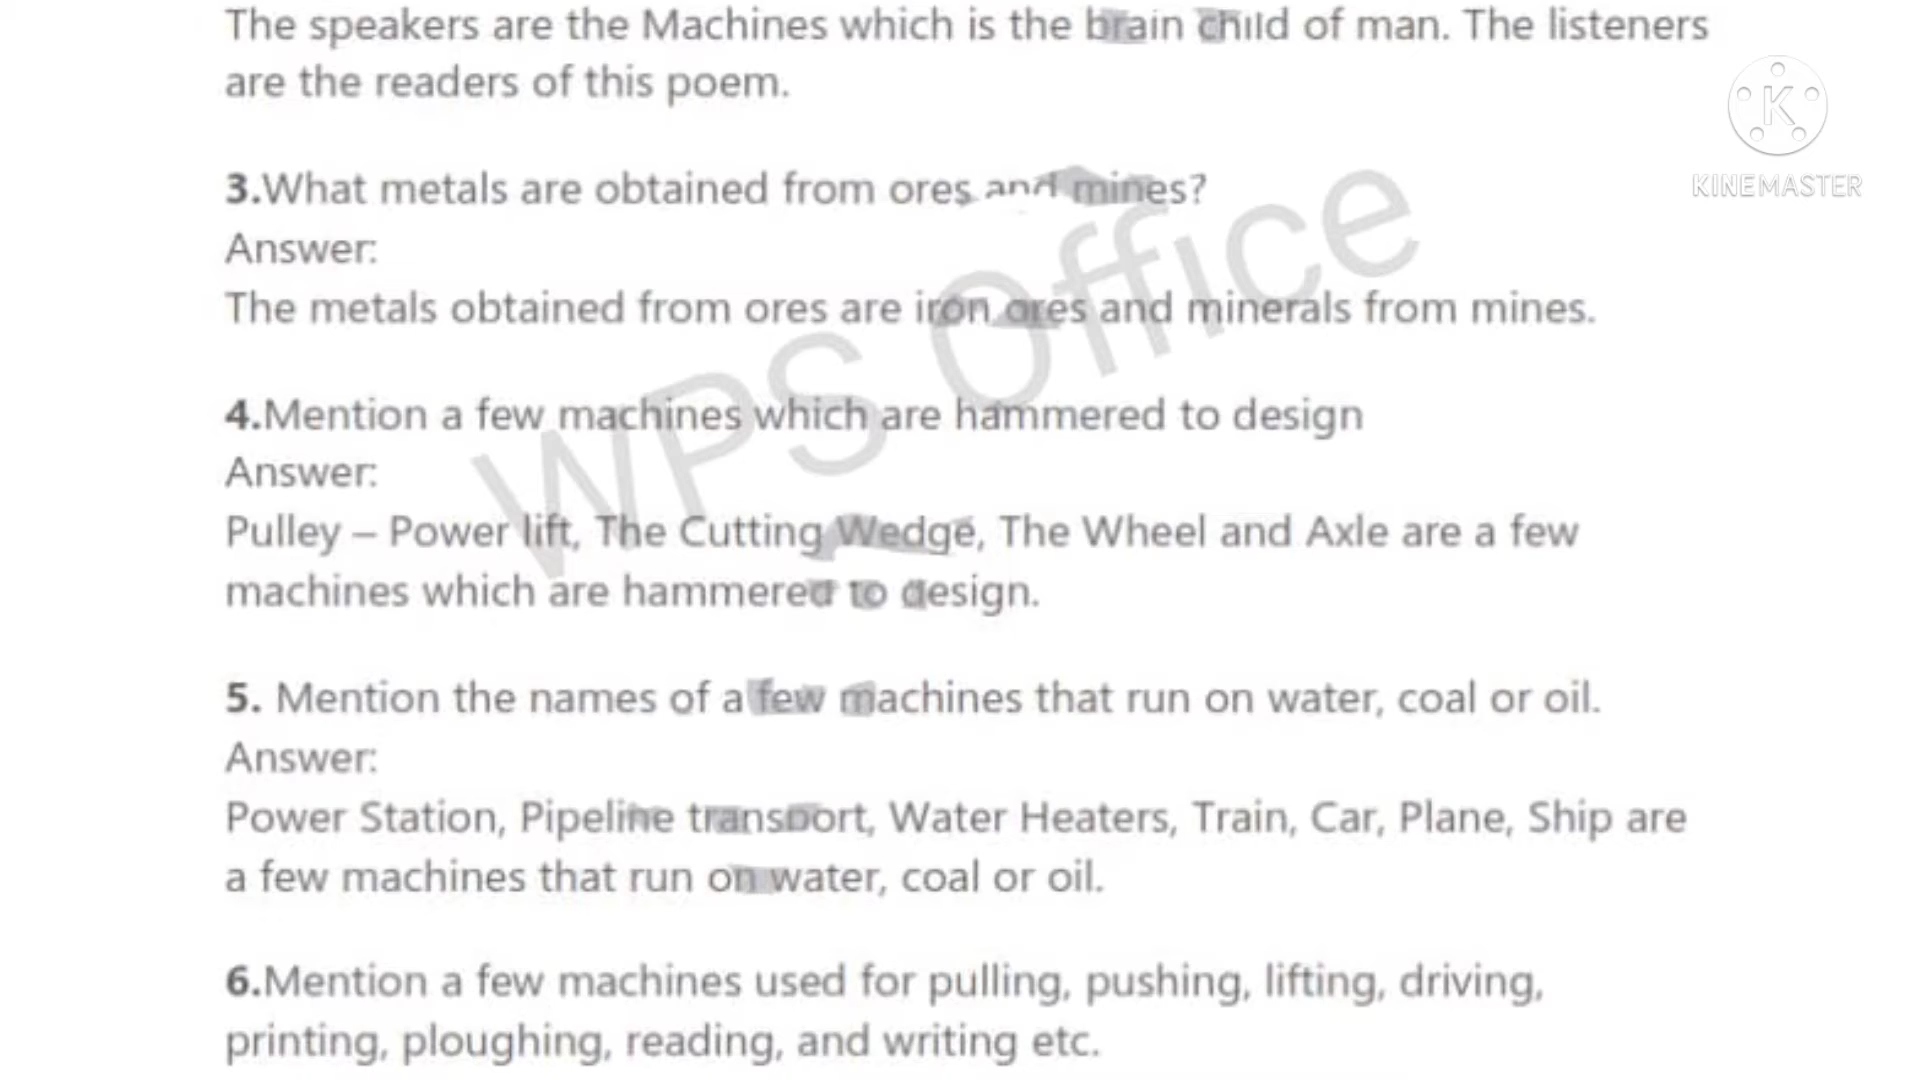 The speakers are the Machines which is the brain child of man. The listeners
are the readers of this poem.
K
KINEMASTER
3.What metals are obtained from ores and mines?
Answer:
The metals obtained from ores are iron ores and minerals from mines.
4.Mention a few machines which are hammered to design
Answer:
Pulley – Power lift, The Cutting Wedge, The Wheel and Axle are a few
machines which are hammered to design.
5. Mention the names of a few machines that run on water, coal or oil.
Answer:
Power Station, Pipeline transport, Water Heaters, Train, Car, Plane, Ship are
a few machines that run on water, coal or oil.
6.Mention a few machines used for pulling, pushing, lifting, driving,
printing, ploughing, reading, and writing etc.
WPS Office